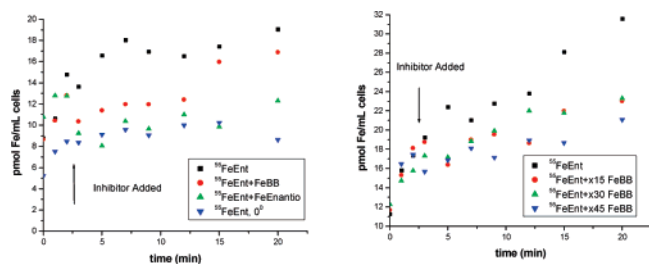 pmol Fe/mL cells
20
18
16
14
12
10
8
6
4
2
0
Inhibitor Added
⁵⁵FeEnt
⁵⁵FeEnt+FeBB
⁵⁵FeEnt+FeEnantio
⁵⁵FeEnt, 0⁰
0 5 10 15 20
time (min)
pmol Fe/mL cells
32
30
28
26
24
22
20
18
16
14
12
10
Inhibitor Added
⁵⁵FeEnt
⁵⁵FeEnt+x15 FeBB
⁵⁵FeEnt+x30 FeBB
⁵⁵FeEnt+x45 FeBB
0 5 10 15 20
time (min)